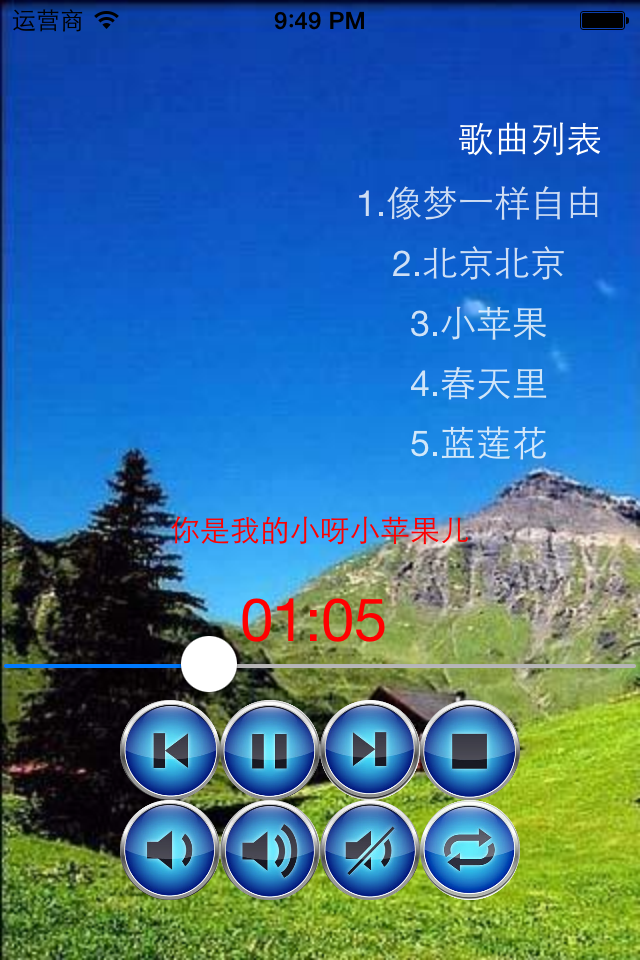 运营商 9:49 PM
歌曲列表
1.像梦一样自由
2.北京北京
3.小苹果
4.春天里
5.蓝莲花
你是我的小呀小苹果儿
01:05